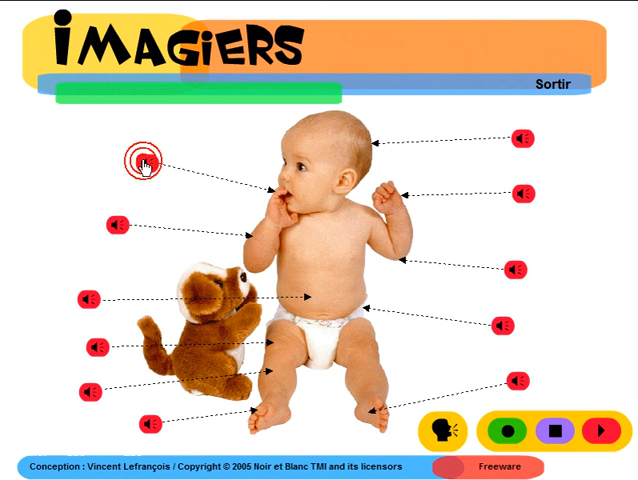 iMAGiERS
Sortir
Conception : Vincent Lefrançois / Copyright © 2005 Noir et Blanc TMI and its licensors
Freeware